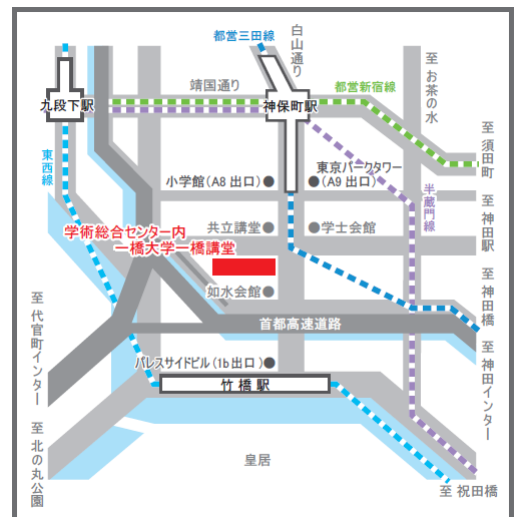 都営三田線
白山通り
至 お茶の水
靖国通り
都営新宿線
九段下駅
神保町駅
至 須田町
東西線
小学館(A8 出口)
東京パークタワー
(A9 出口)
半蔵門線
至 神田駅
学術総合センター内
一橋大学一橋講堂
共立講堂
学士会館
如水会館
至 神田橋
至 代官町インター
首都高速道路
至 神田インター
パレスサイドビル(1b 出口)
竹橋駅
至 北の丸公園
皇居
至 祝田橋